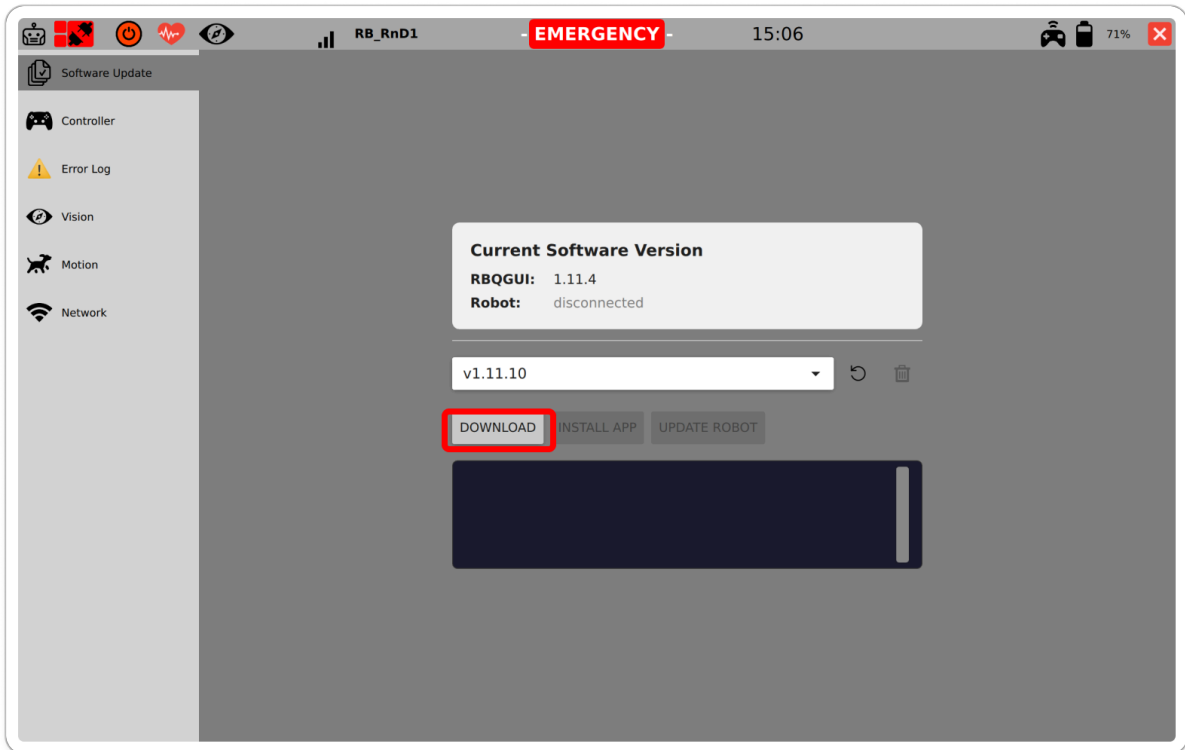 RB_RnD1
- EMERGENCY -
15:06
71%
Software Update
Controller
Error Log
Vision
Motion
Network
Current Software Version
RBQGUI: 1.11.4
Robot: disconnected
v1.11.10
DOWNLOAD INSTALL APP UPDATE ROBOT